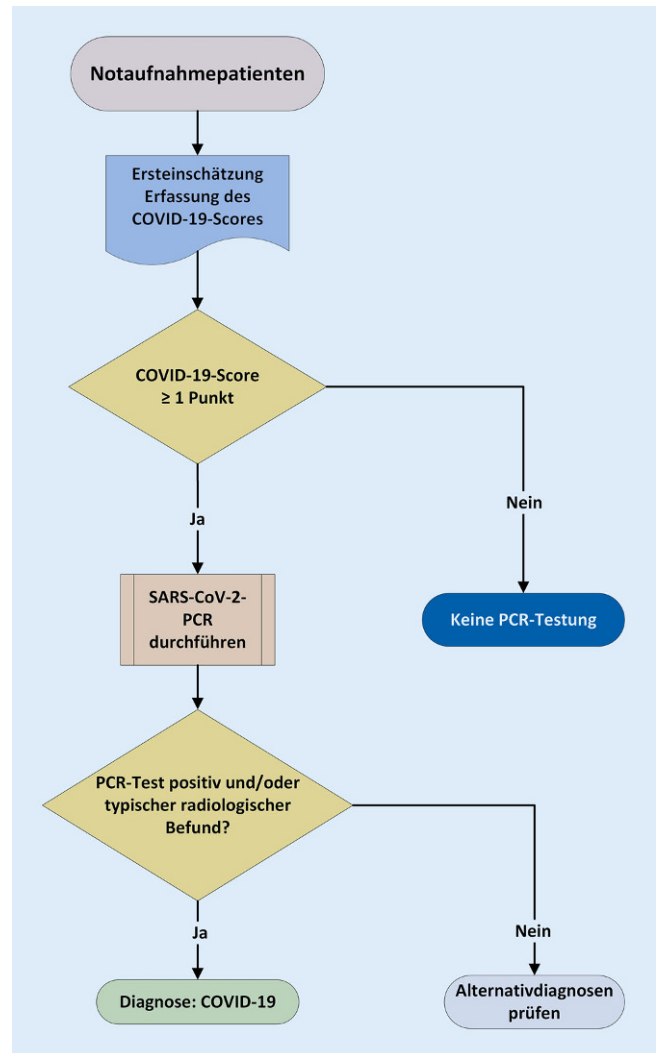 Notaufnahmepatienten
Ersteinschätzung
Erfassung des
COVID-19-Scores
COVID-19-Score
≥ 1 Punkt
Nein
Ja
SARS-CoV-2-
PCR
durchführen
Keine PCR-Testung
PCR-Test positiv und/oder
typischer radiologischer
Befund?
Ja
Nein
Diagnose: COVID-19
Alternativdiagnosen
prüfen